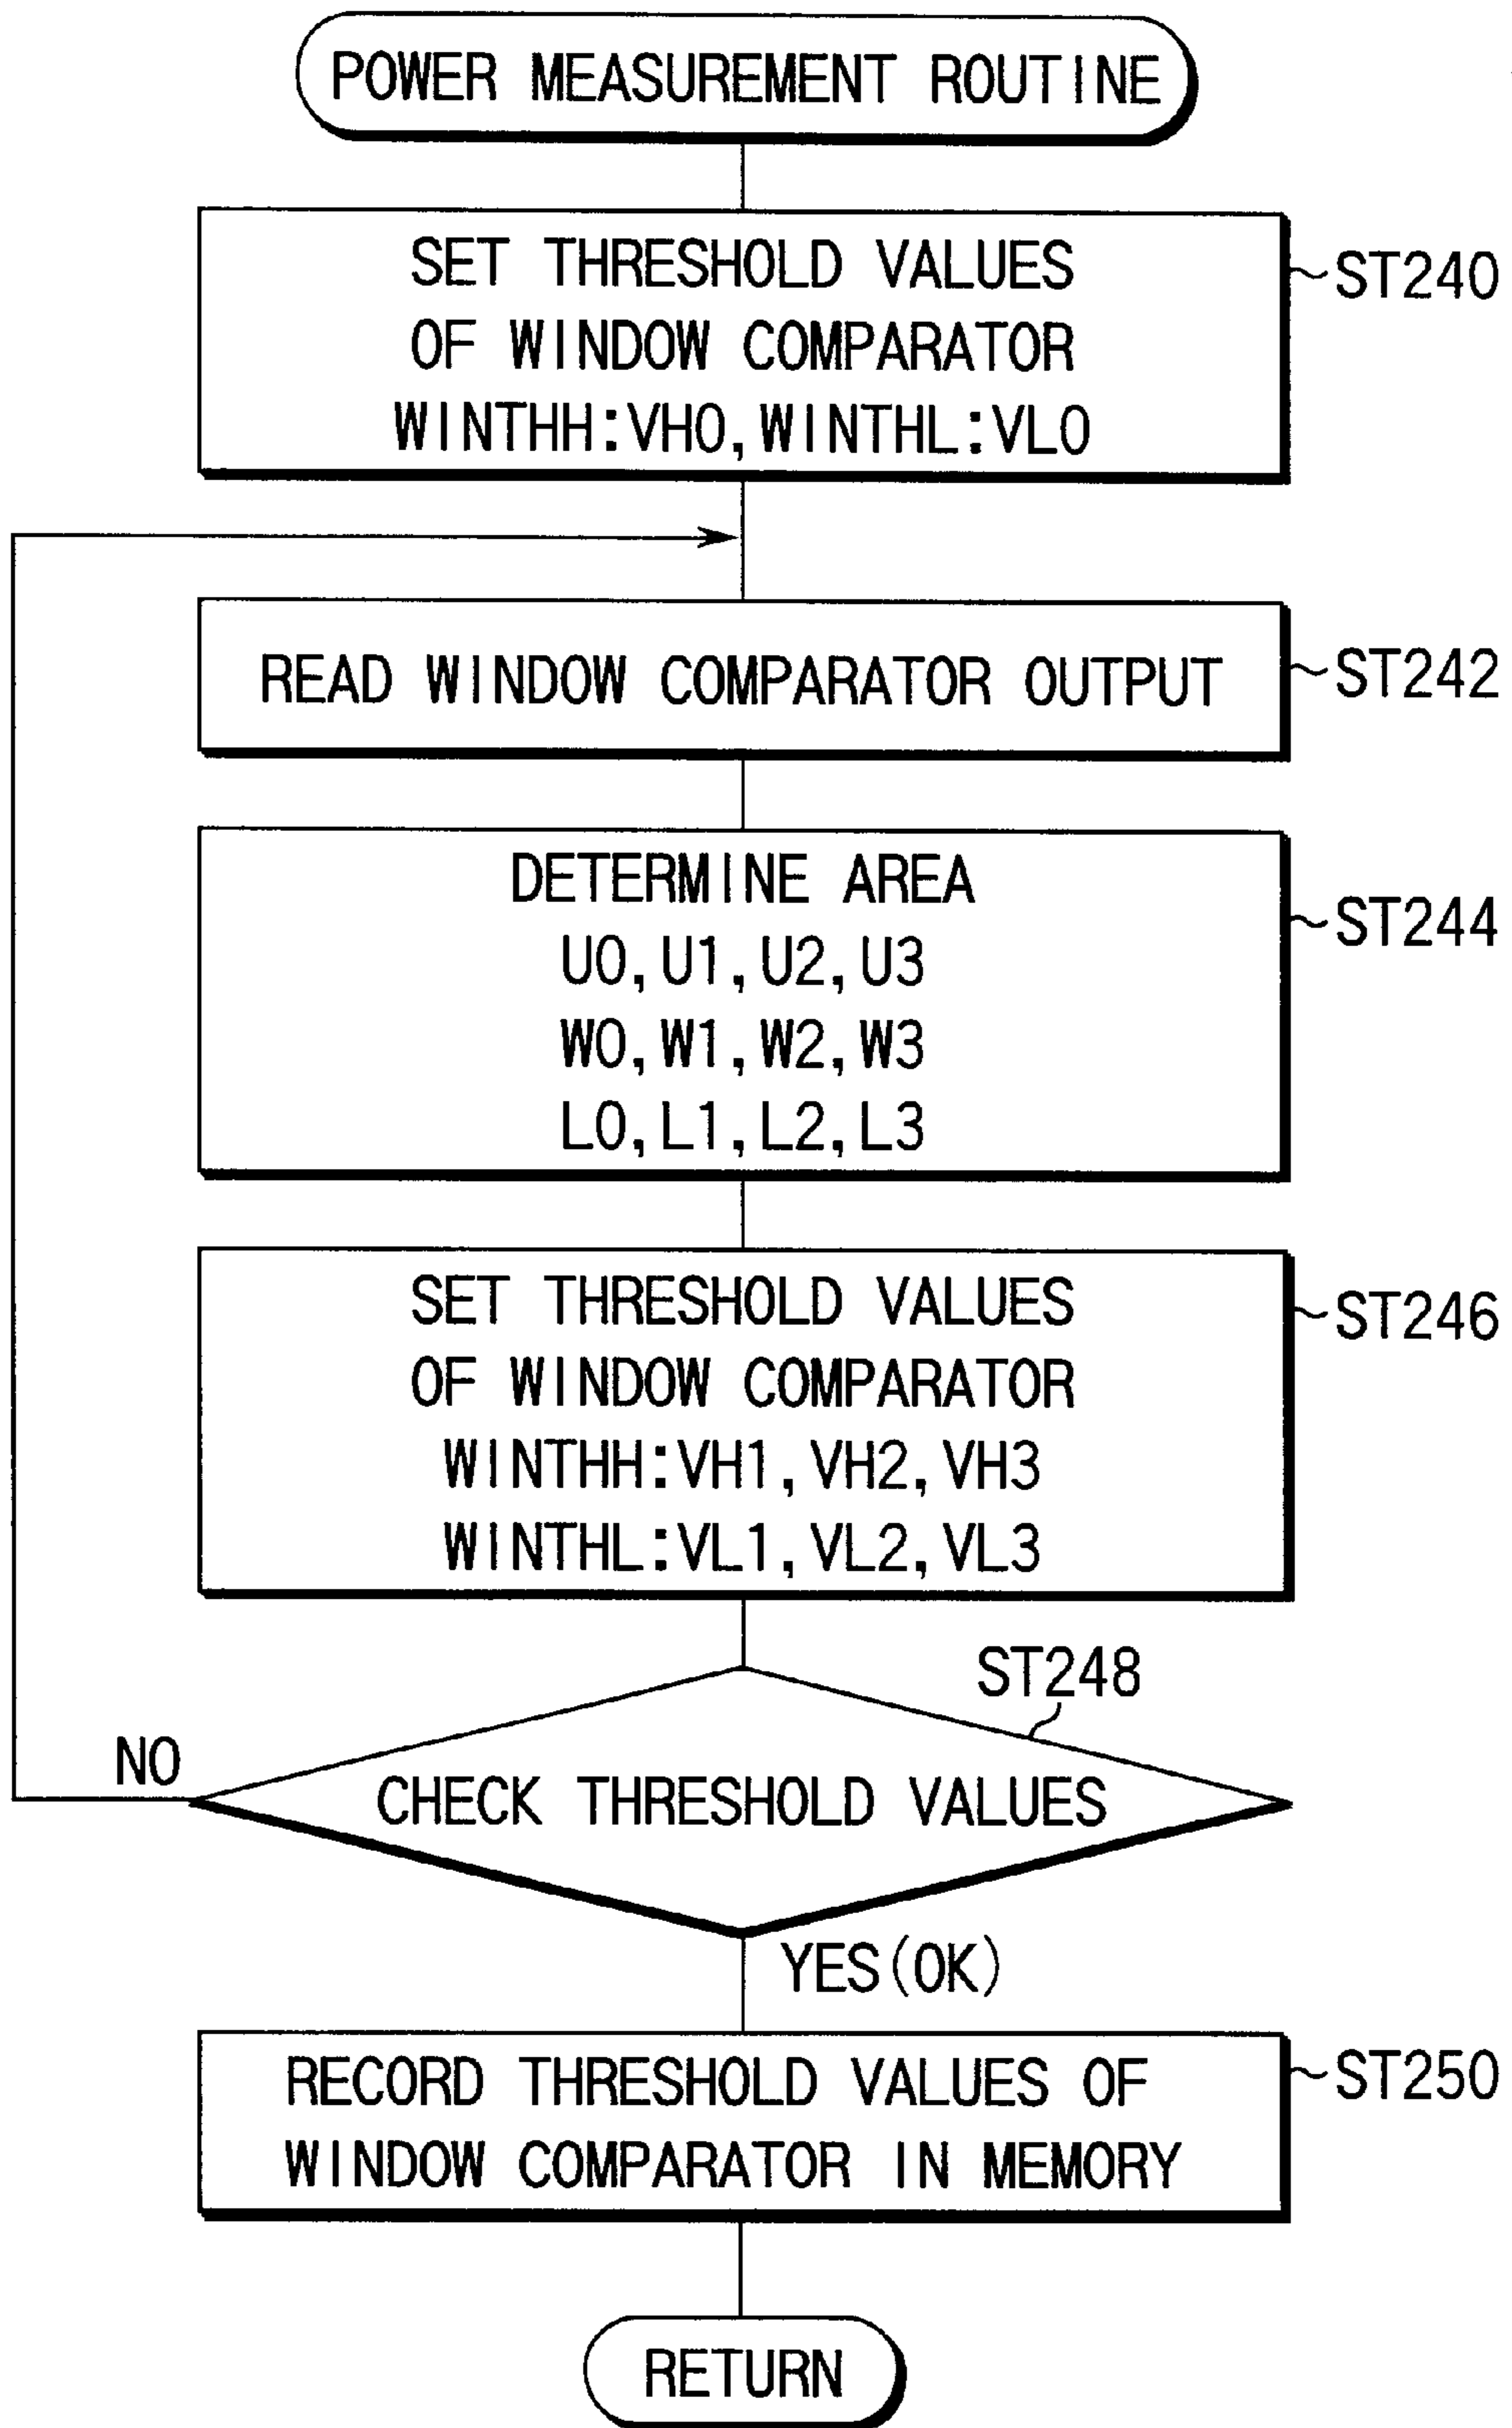 POWER MEASUREMENT ROUTINE
SET THRESHOLD VALUES
OF WINDOW COMPARATOR
WINTHH:VH0, WINTHL:VL0
ST240
READ WINDOW COMPARATOR OUTPUT
ST242
DETERMINE AREA
U0, U1, U2, U3
W0, W1, W2, W3
L0, L1, L2, L3
ST244
SET THRESHOLD VALUES
OF WINDOW COMPARATOR
WINTHH:VH1, VH2, VH3
WINTHL:VL1, VL2, VL3
ST246
ST248
NO
CHECK THRESHOLD VALUES
YES(OK)
RECORD THRESHOLD VALUES OF
WINDOW COMPARATOR IN MEMORY
ST250
RETURN